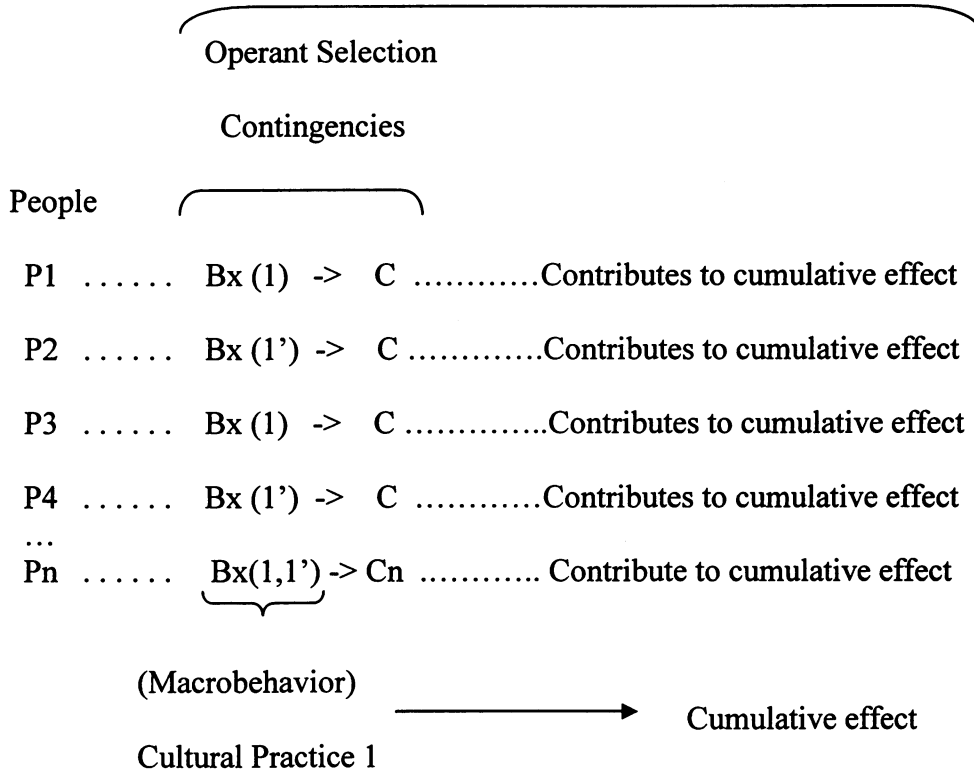 Operant Selection
Contingencies
People
P1 ...... Bx (1) -> C ............Contributes to cumulative effect
P2 ...... Bx (1’) -> C .............Contributes to cumulative effect
P3 ...... Bx (1) -> C ..............Contributes to cumulative effect
P4 ...... Bx (1’) -> C ............Contributes to cumulative effect
...
Pn ...... Bx(1,1’) -> Cn ........... Contribute to cumulative effect
(Macrobehavior)
Cumulative effect
Cultural Practice 1